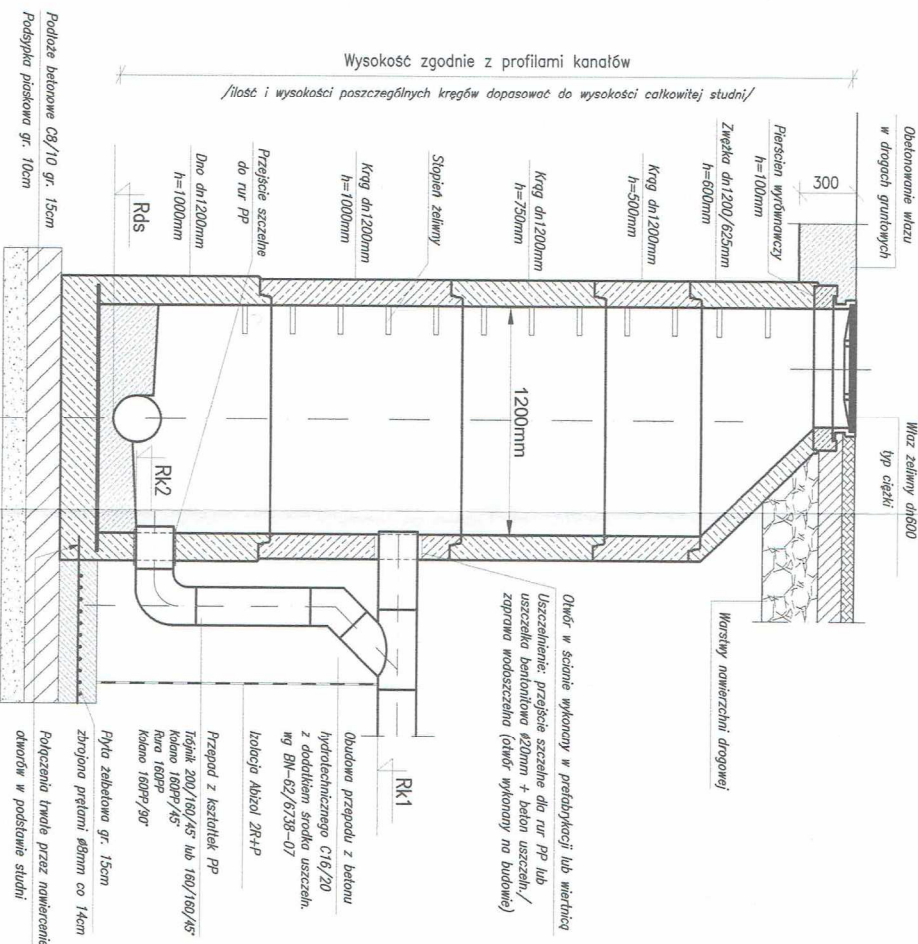 Wysokość zgodnie z profilami kanałów
/ilość i wysokości poszczególnych kręgów dopasować do wysokości całkowitej studni/
Obetonowanie włazu
w drogach gruntowych
300
Pierścien wyrównawczy
h=100mm
Zwężka dn1200/625mm
h=600mm
Krąg dn1200mm
h=500mm
Krąg dn1200mm
h=750mm
Stopień żeliwny
Krąg dn1200mm
h=1000mm
Przejście szczelne
do rur PP
Dno dn1200mm
h=1000mm
Rds
Podłoże betonowe C8/10 gr. 15cm
Podsypka piaskowa gr. 10cm
1200mm
Rk2
Rk1
Właz żeliwny dn600
typ ciężki
Warstwy nawierzchni drogowej
Otwór w ścianie wykonany w prefabrykacji lub wiertnicą
Uszczelnienie: przejście szczelne dla rur PP lub
uszczelka bentonitowa ø20mm + beton uszczeln./
zaprawa wodoszczelna (otwór wykonany na budowie)
Obudowa przepadu z betonu
hydrotechnicznego C16/20
z dodatkiem środka uszczeln.
wg BN-62/6738-07
Izolacja Abizol 2R+P
Przepad z kształtek PP
Trójnik 200/160/45° lub 160/160/45°
Kolano 160PP/45°
Rura 160PP
Kolano 160PP/90°
Płyta żelbetowa gr. 15cm
zbrojona prętami ø8mm co 14cm
Połączenia trwałe przez nawiercenie
otworów w podstawie studni